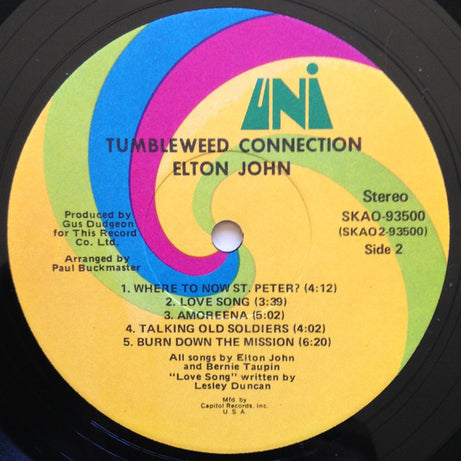 UNI
TUMBLEWEED CONNECTION
ELTON JOHN
Stereo
SKAO-93500
(SKAO 2-93500)
Side 2
Produced by
Gus Dudgeon
for This Record
Co. Ltd.
Arranged by
Paul Buckmaster
1. WHERE TO NOW ST. PETER? (4:12)
2. LOVE SONG (3:39)
3. AMOREENA (5:02)
4. TALKING OLD SOLDIERS (4:02)
5. BURN DOWN THE MISSION (6:20)
All songs by Elton John
and Bernie Taupin
"Love Song" written by
Lesley Duncan
Mfd. by
Capitol Records, Inc.
U.S.A.